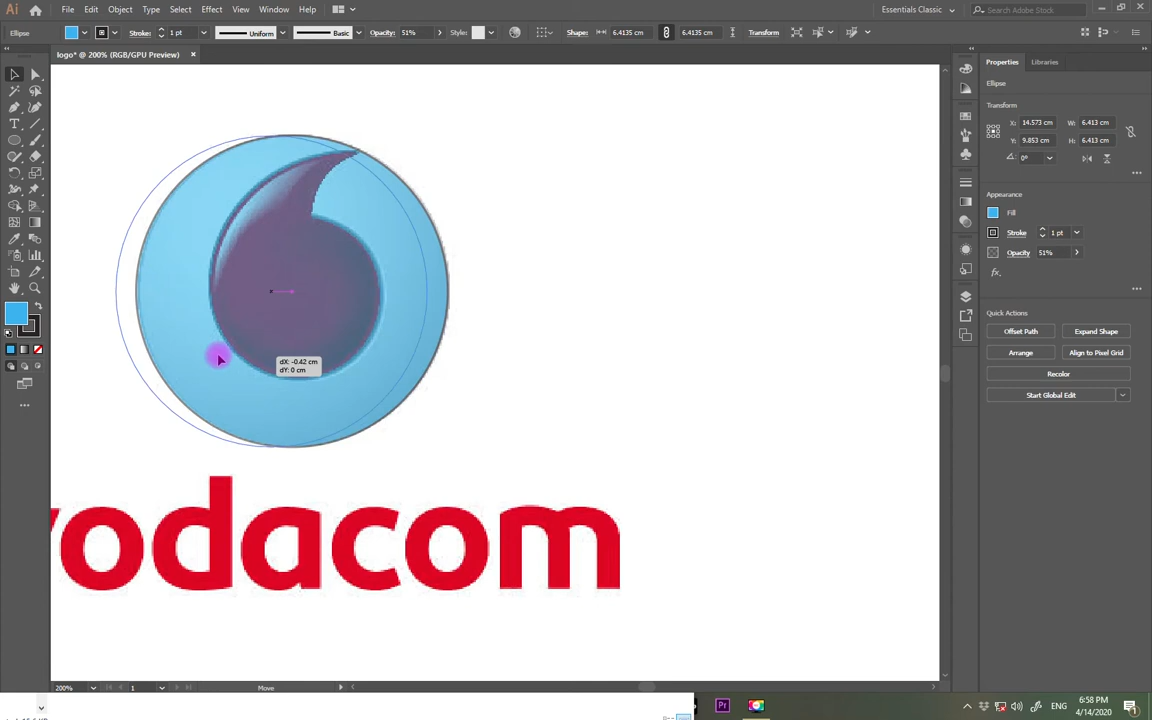 Ai File Edit Object Type Select Effect View Window Help Essentials Classic Search Adobe Stock
Ellipse Stroke: 1 pt Uniform Basic Opacity: 51% Style: Shape: 6.4135 cm 6.4135 cm Transform
logo* @ 200% (RGB/GPU Preview)
Properties Libraries
Ellipse
Transform
X: 14.573 cm W: 6.413 cm
Y: 9.853 cm H: 6.413 cm
0°
Appearance
Fill
Stroke 1 pt
Opacity 51%
fx.
Quick Actions
Offset Path Expand Shape
Arrange Align to Pixel Grid
Recolor
Start Global Edit
dX: -0.42 cm
dY: 0 cm
vodacom
200% 1 Move
Pr ENG 6:58 PM
4/14/2020 1